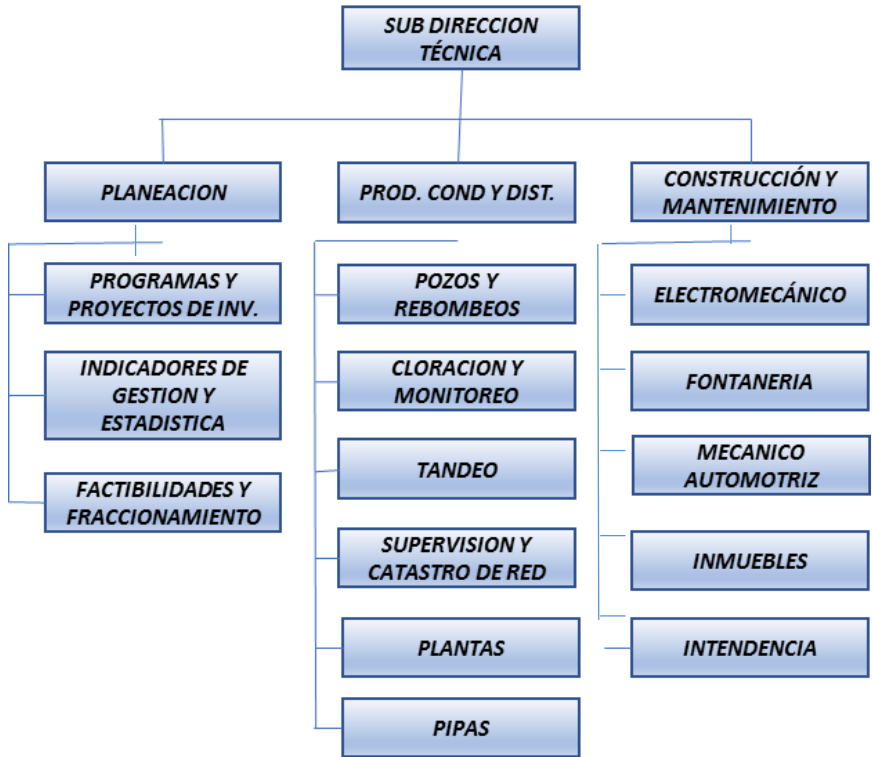 SUB DIRECCION
TÉCNICA
PLANEACION
PROD. COND Y DIST.
CONSTRUCCIÓN Y
MANTENIMIENTO
PROGRAMAS Y
PROYECTOS DE INV.
INDICADORES DE
GESTION Y
ESTADISTICA
FACTIBILIDADES Y
FRACCIONAMIENTO
POZOS Y
REBOMBEOS
CLORACION Y
MONITOREO
TANDEO
SUPERVISION Y
CATASTRO DE RED
PLANTAS
PIPAS
ELECTROMECÁNICO
FONTANERIA
MECANICO
AUTOMOTRIZ
INMUEBLES
INTENDENCIA